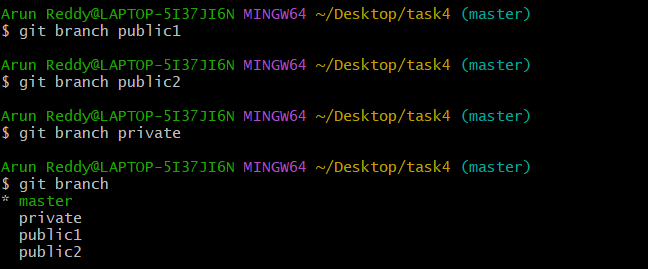 Arun Reddy@LAPTOP-5I37JI6N MINGW64 ~/Desktop/task4 (master)
$ git branch public1
Arun Reddy@LAPTOP-5I37JI6N MINGW64 ~/Desktop/task4 (master)
$ git branch public2
Arun Reddy@LAPTOP-5I37JI6N MINGW64 ~/Desktop/task4 (master)
$ git branch private
Arun Reddy@LAPTOP-5I37JI6N MINGW64 ~/Desktop/task4 (master)
$ git branch
* master
  private
  public1
  public2